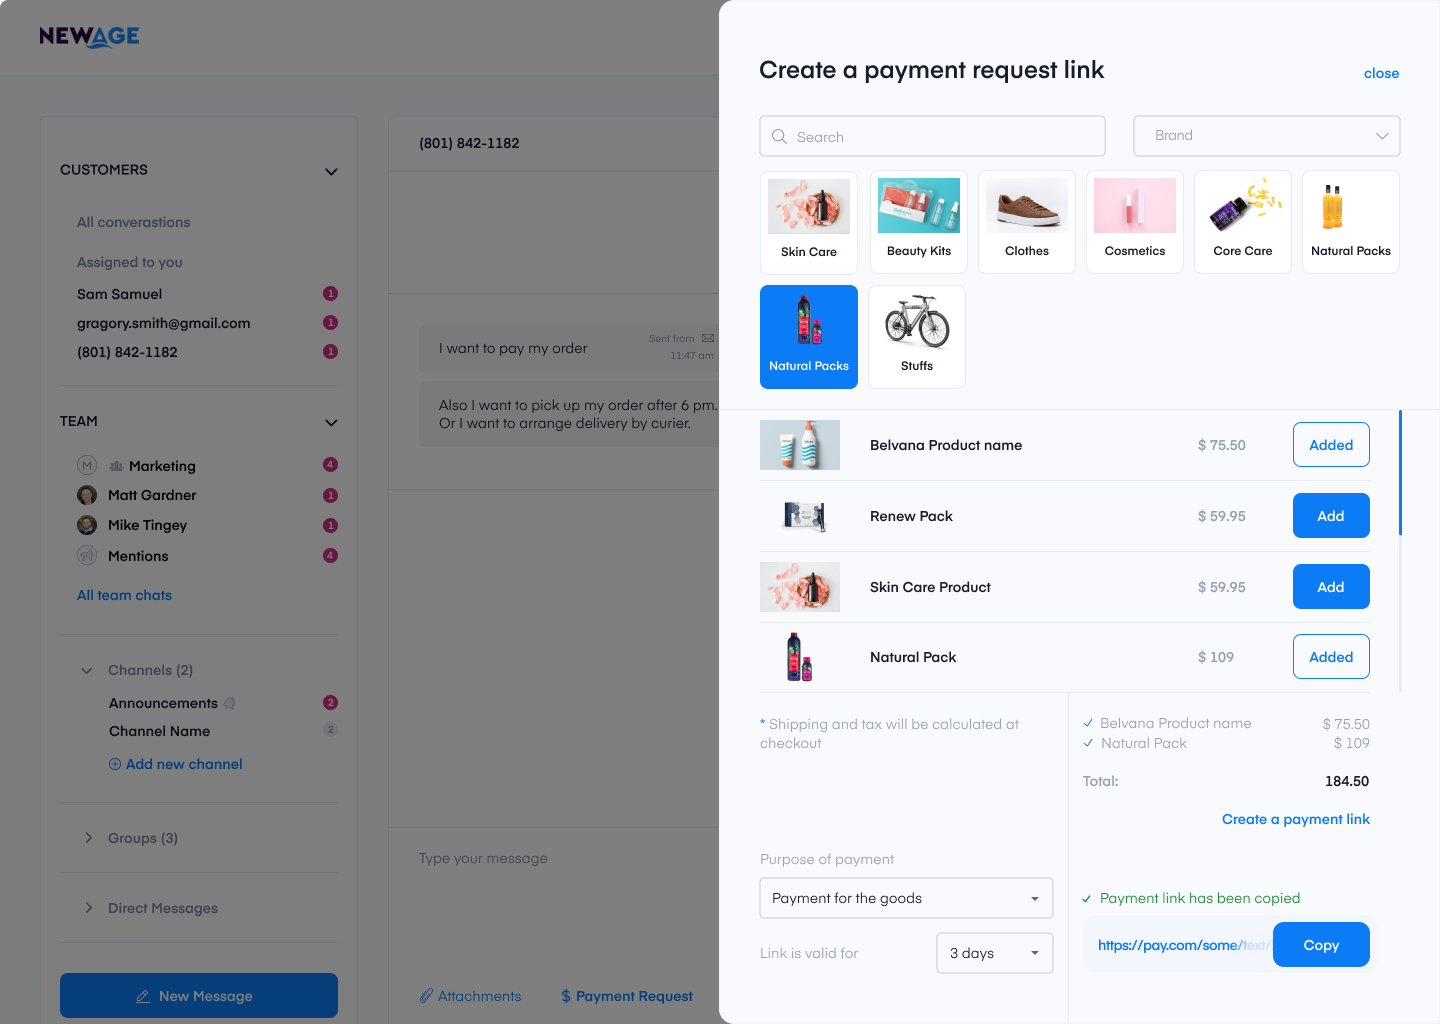 NEWAGE
CUSTOMERS
All converastions
Assigned to you
Sam Samuel 1
gragory.smith@gmail.com 1
(801) 842-1182 1
TEAM
M Marketing 4
Matt Gardner 1
Mike Tingey 1
Mentions 4
All team chats
Channels (2)
Announcements 2
Channel Name 2
Add new channel
Groups (3)
Direct Messages
New Message
(801) 842-1182
I want to pay my order
Sent from
11:47 am
Also I want to pick up my order after 6 pm.
Or I want to arrange delivery by curier.
Type your message
Attachments
$ Payment Request
Create a payment request link
close
Search
Brand
Skin Care
Beauty Kits
Clothes
Cosmetics
Core Care
Natural Packs
Natural Packs
Stuffs
Belvana Product name $ 75.50 Added
Renew Pack $ 59.95 Add
Skin Care Product $ 59.95 Add
Natural Pack $ 109 Added
* Shipping and tax will be calculated at
checkout
Purpose of payment
Payment for the goods
Link is valid for 3 days
Belvana Product name $ 75.50
Natural Pack $ 109
Total: 184.50
Create a payment link
Payment link has been copied
https://pay.com/some/text/ Copy